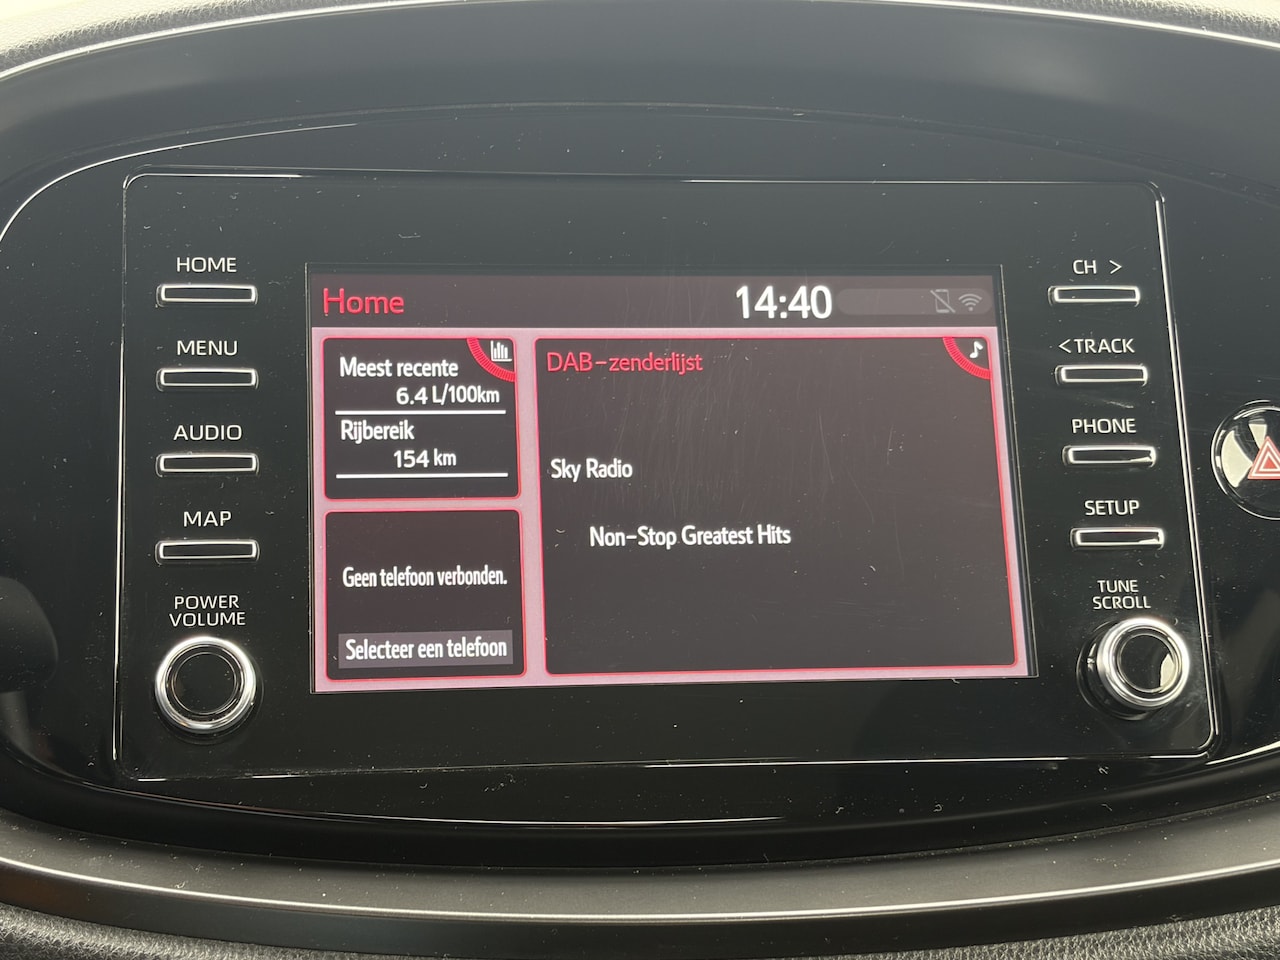 HOME
MENU
AUDIO
MAP
POWER
VOLUME
Home
14:40
Meest recente
6.4 L/100km
Rijbereik
154 km
Geen telefoon verbonden.
Selecteer een telefoon
DAB-zenderlijst
Sky Radio
Non-Stop Greatest Hits
CH >
<TRACK
PHONE
SETUP
TUNE
SCROLL